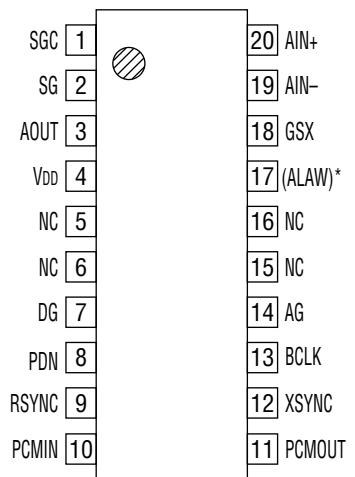 SGC 1 20 AIN+
SG 2 19 AIN–
AOUT 3 18 GSX
VDD 4 17 (ALAW)*
NC 5 16 NC
NC 6 15 NC
DG 7 14 AG
PDN 8 13 BCLK
RSYNC 9 12 XSYNC
PCMIN 10 11 PCMOUT